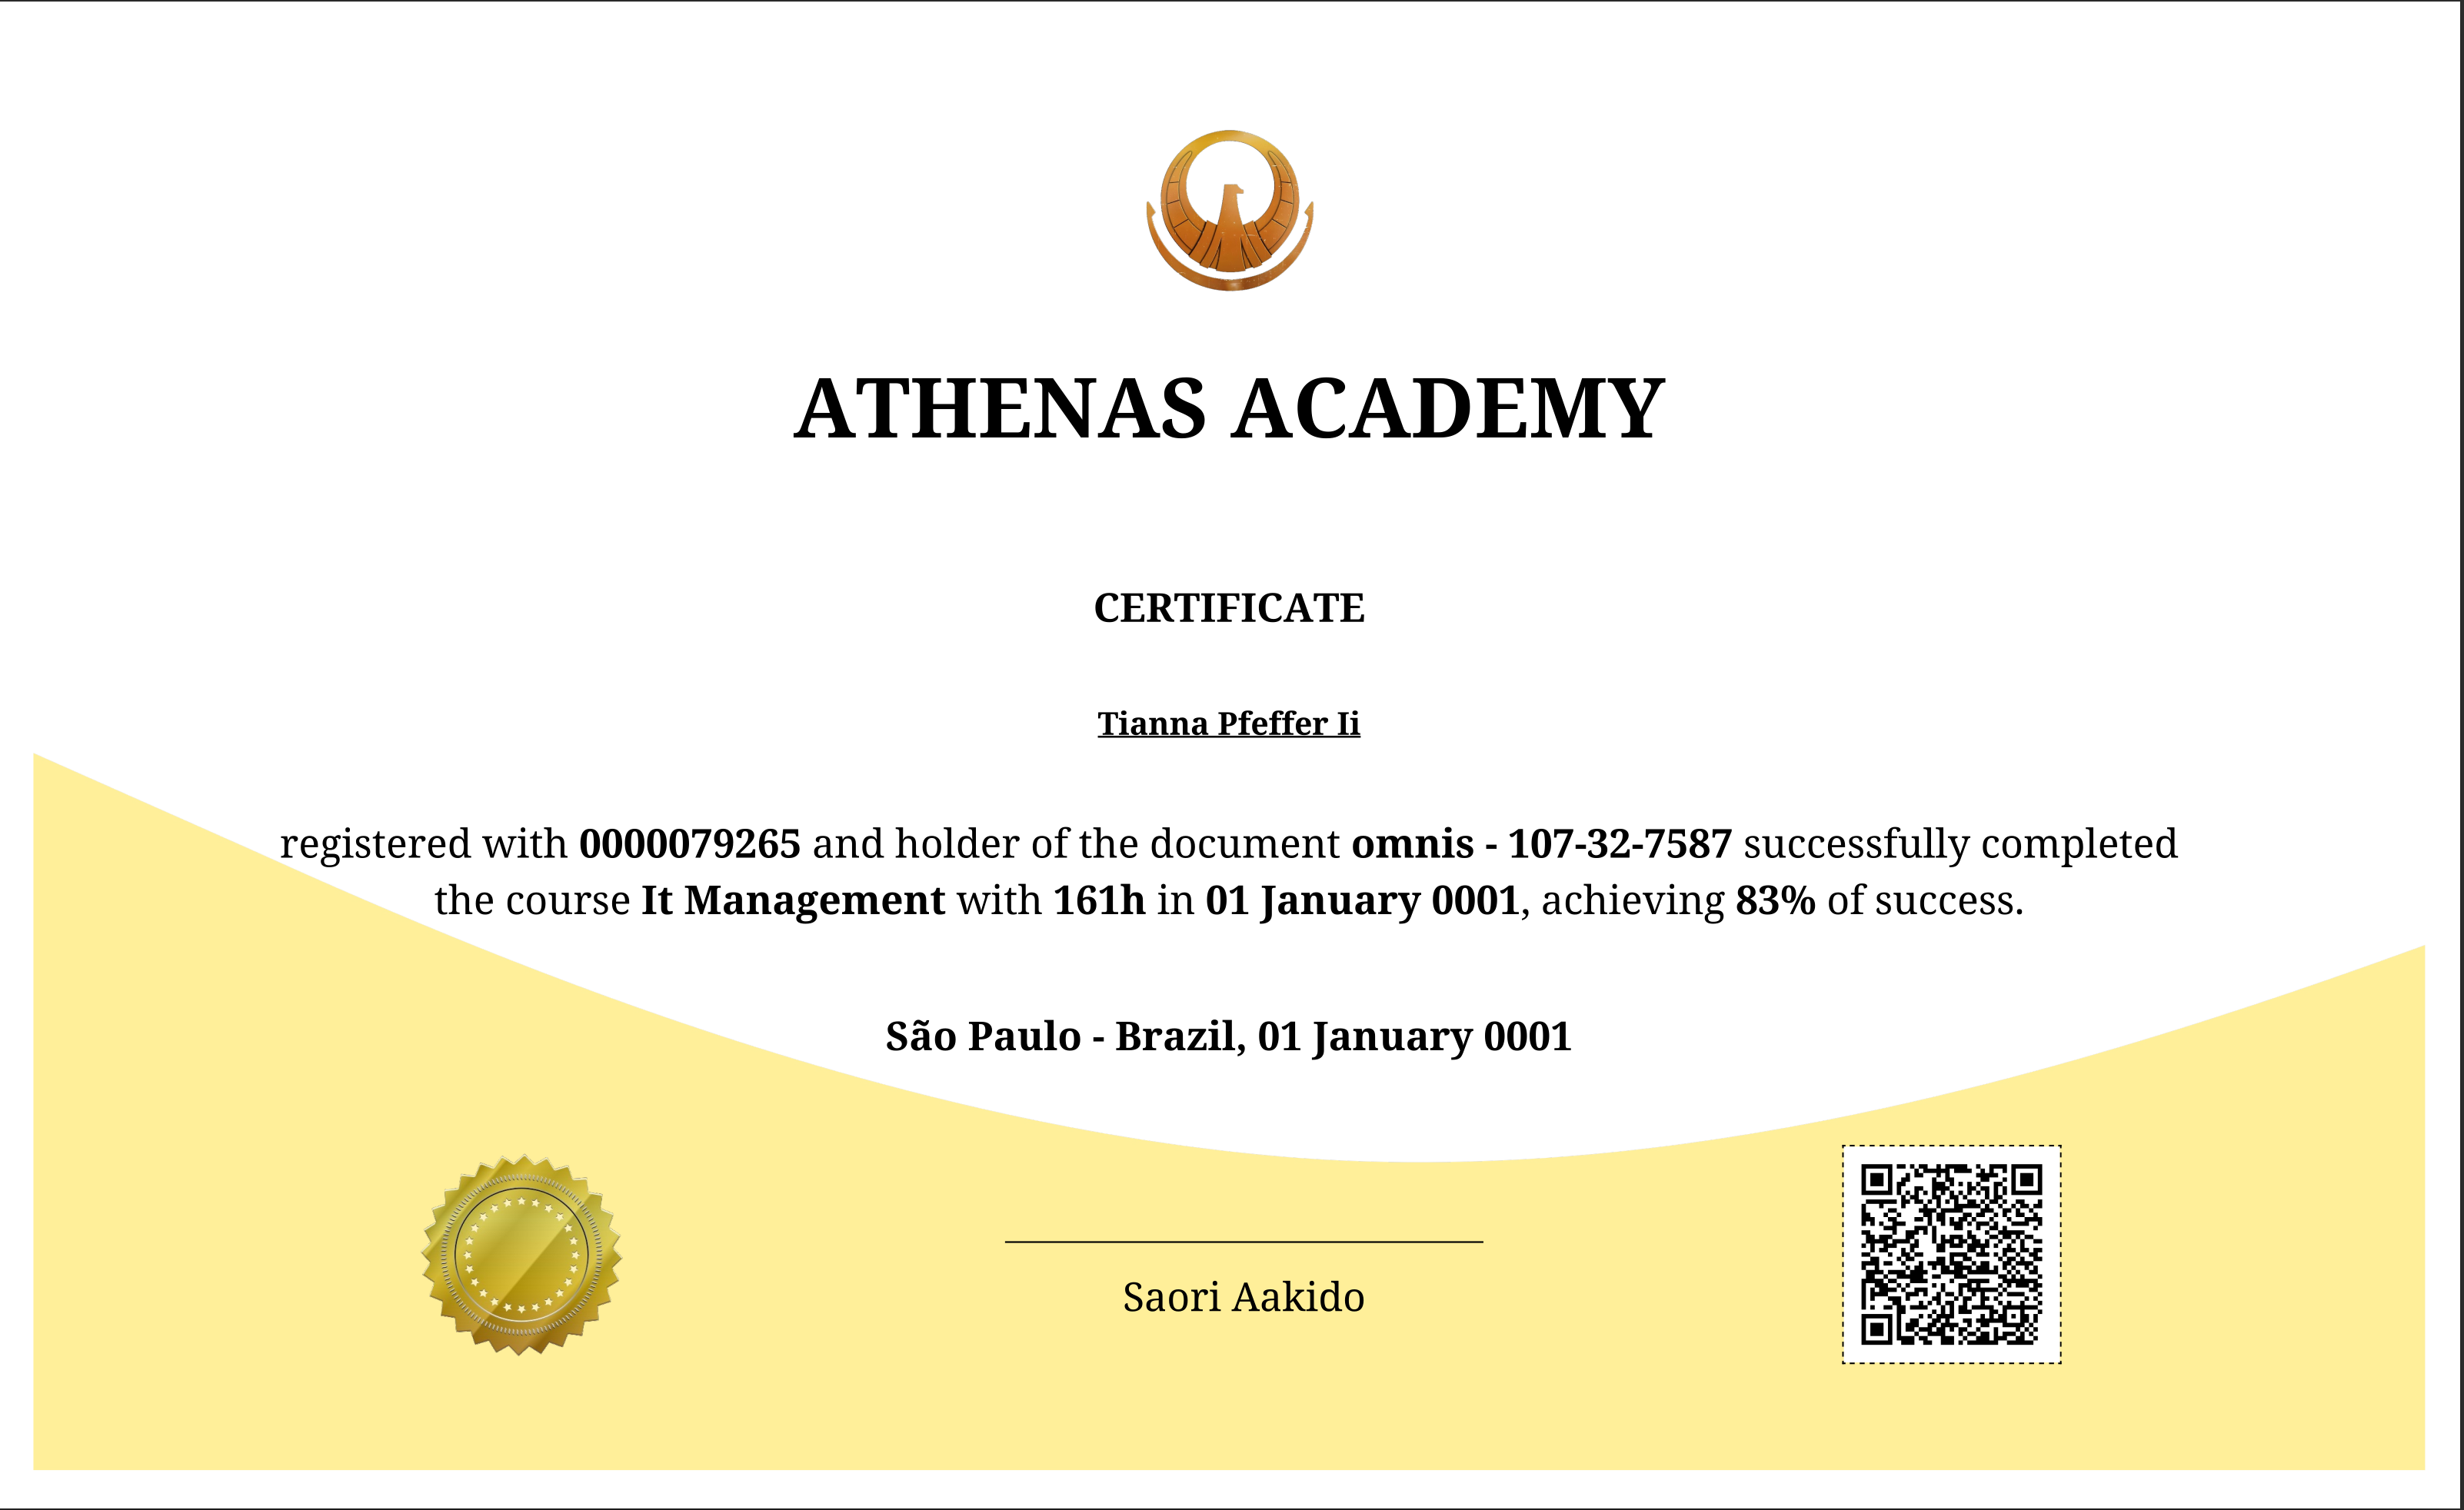 ATHENAS ACADEMY
CERTIFICATE
Tianna Pfeffer Ii
registered with 0000079265 and holder of the document omnis - 107-32-7587 successfully completed
the course It Management with 161h in 01 January 0001, achieving 83% of success.
São Paulo - Brazil, 01 January 0001
Saori Aakido